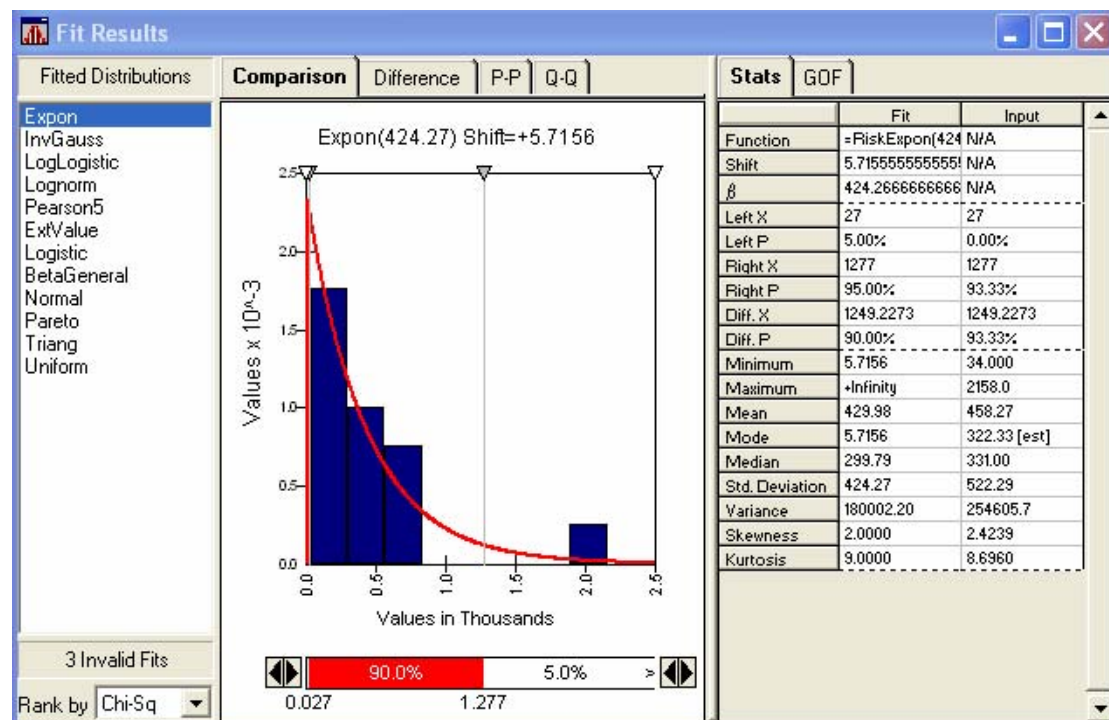 Fit Results
Fitted Distributions
Expon
InvGauss
LogLogistic
Lognorm
Pearson5
ExtValue
Logistic
BetaGeneral
Normal
Pareto
Triang
Uniform
3 Invalid Fits
Rank by Chi-Sq
Comparison Difference P-P Q-Q
Expon(424.27) Shift=+5.7156
Values x 10^-3
2.5
2.0
1.5
1.0
0.5
0.0
0.0 0.5 1.0 1.5 2.0 2.5
Values in Thousands
90.0% 5.0% >
0.027 1.277
Stats GOF
Fit Input
Function =RiskExpon(424 N/A
Shift 5.7155555555555 N/A
β 424.2666666666 N/A
Left X 27 27
Left P 5.00% 0.00%
Right X 1277 1277
Right P 95.00% 93.33%
Diff. X 1249.2273 1249.2273
Diff. P 90.00% 93.33%
Minimum 5.7156 34.000
Maximum +Infinity 2158.0
Mean 429.98 458.27
Mode 5.7156 322.33 [est]
Median 299.79 331.00
Std. Deviation 424.27 522.29
Variance 180002.20 254605.7
Skewness 2.0000 2.4239
Kurtosis 9.0000 8.6960